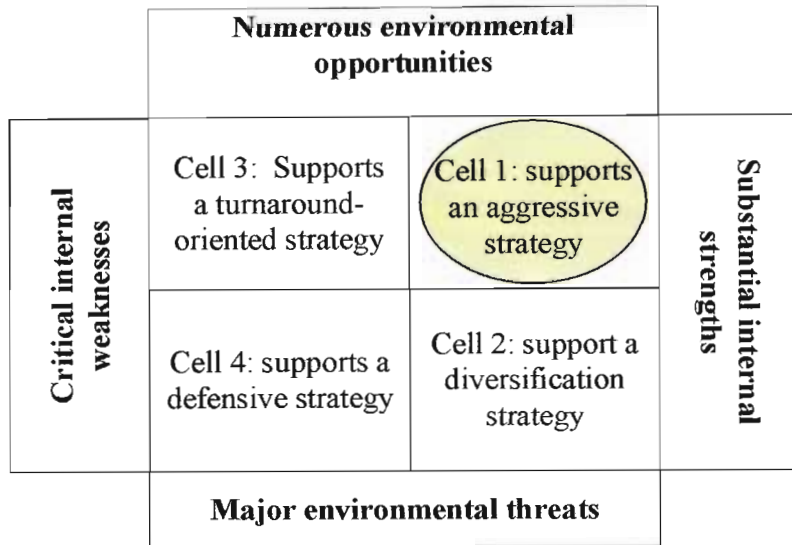 Numerous environmental
opportunities
Critical internal
weaknesses
Cell 3: Supports
a turnaround-
oriented strategy
Cell 1: supports
an aggressive
strategy
Substantial internal
strengths
Cell 4: supports a
defensive strategy
Cell 2: support a
diversification
strategy
Major environmental threats